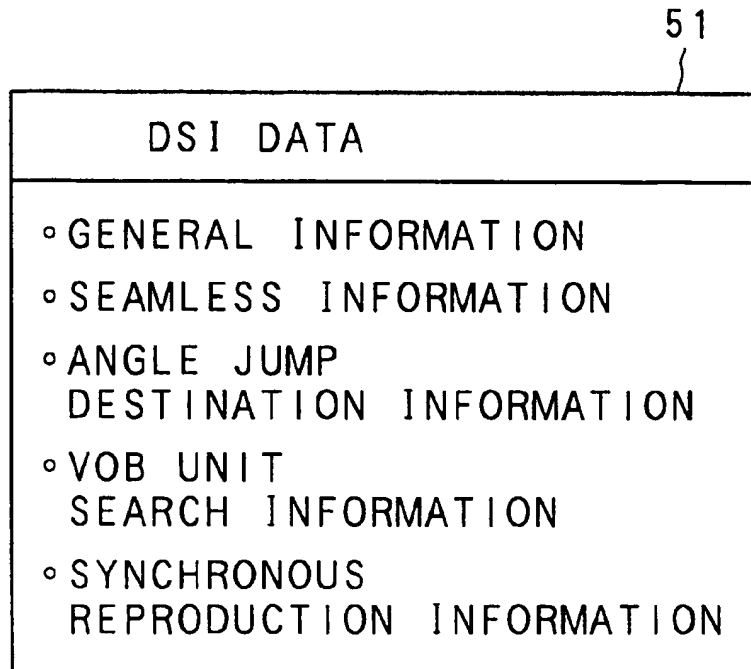 51
DSI DATA
◦GENERAL INFORMATION
◦SEAMLESS INFORMATION
◦ANGLE JUMP
DESTINATION INFORMATION
◦VOB UNIT
SEARCH INFORMATION
◦SYNCHRONOUS
REPRODUCTION INFORMATION